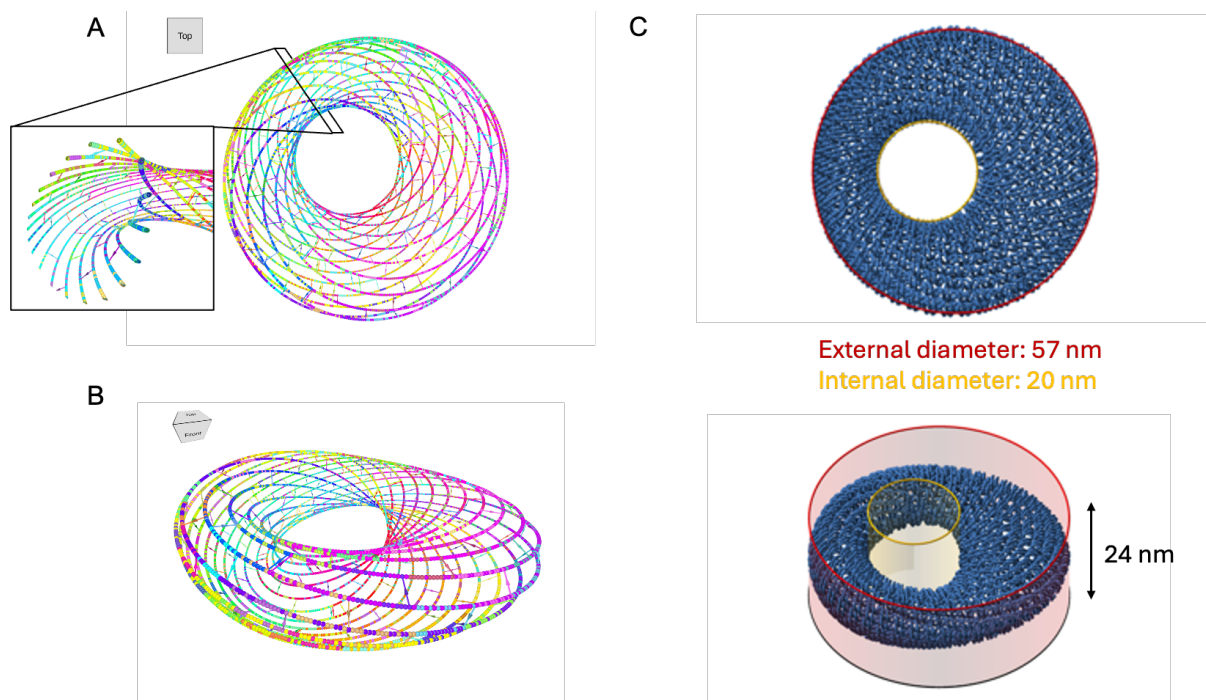 A
Top
B
Front
C
External diameter: 57 nm
Internal diameter: 20 nm
24 nm